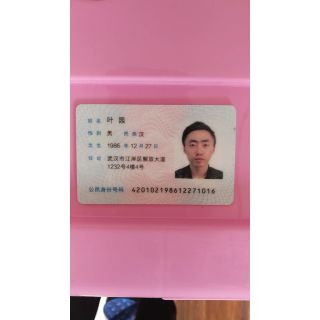 姓名 叶
性别 男 民族 汉
出生 1986 年 12 月 27 日
住址 武汉市江岸区解放大道
1232号4楼4号
公民身份号码 420102198612271016